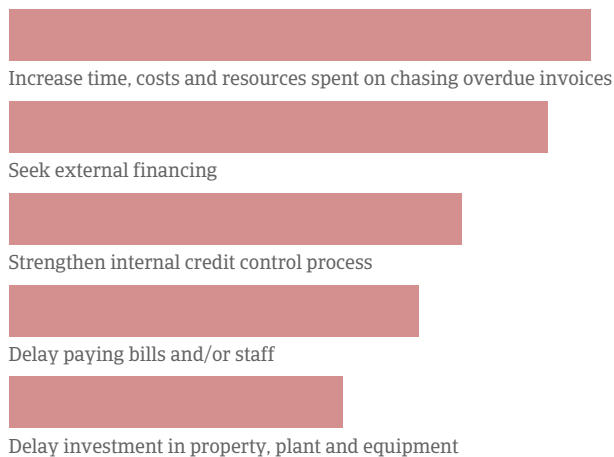 Increase time, costs and resources spent on chasing overdue invoices
Seek external financing
Strengthen internal credit control process
Delay paying bills and/or staff
Delay investment in property, plant and equipment